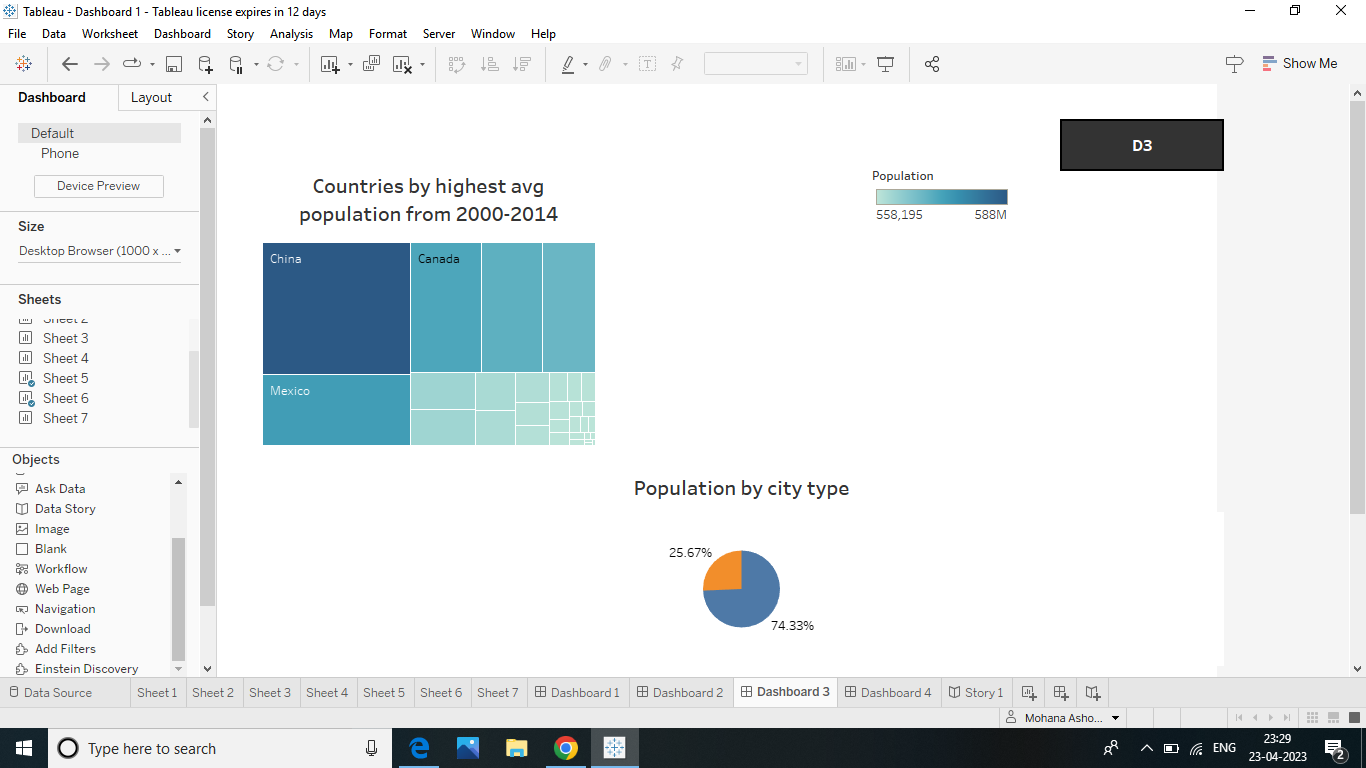 Tableau - Dashboard 1 - Tableau license expires in 12 days
File Data Worksheet Dashboard Story Analysis Map Format Server Window Help
Show Me
Dashboard Layout
Default
Phone
Device Preview
Size
Desktop Browser (1000 x ...
Sheets
Sheet 2
Sheet 3
Sheet 4
Sheet 5
Sheet 6
Sheet 7
Objects
Ask Data
Data Story
Image
Blank
Workflow
Web Page
Navigation
Download
Add Filters
Einstein Discovery
D3
Countries by highest avg
population from 2000-2014
China
Canada
Mexico
Population
558,195 588M
Population by city type
25.67%
74.33%
Data Source Sheet 1 Sheet 2 Sheet 3 Sheet 4 Sheet 5 Sheet 6 Sheet 7 Dashboard 1 Dashboard 2 Dashboard 3 Dashboard 4 Story 1
Mohana Asho...
Type here to search
ENG
23:29
23-04-2023
2